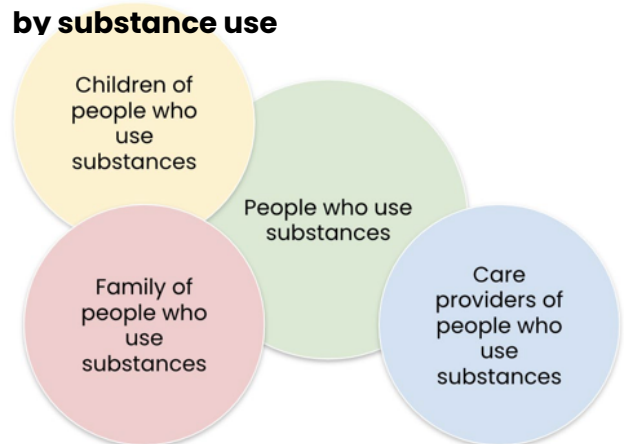 by substance use
Children of
people who
use
substances
People who use
substances
Family of
people who
use
substances
Care
providers of
people who
use
substances